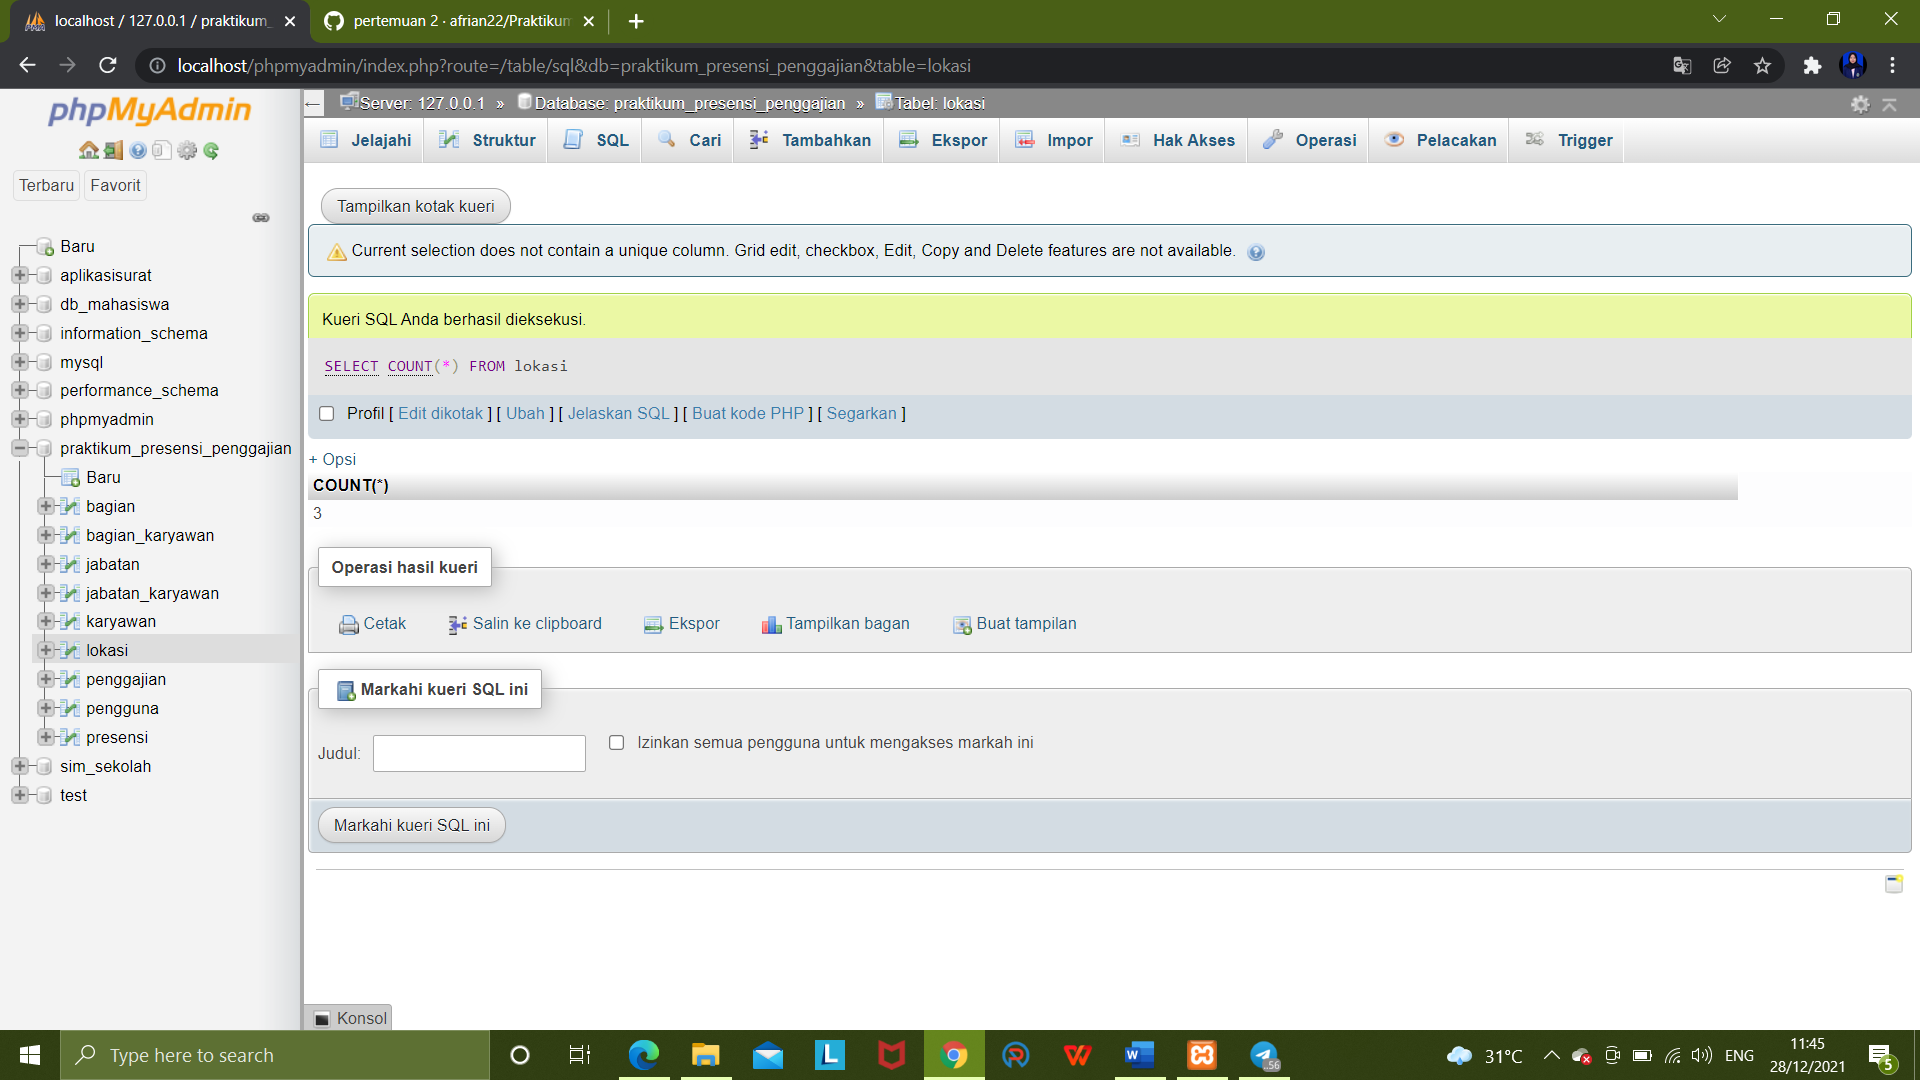 localhost / 127.0.0.1 / praktikum_
pertemuan 2 · afrian22/Praktikum
localhost/phpmyadmin/index.php?route=/table/sql&db=praktikum_presensi_penggajian&table=lokasi
phpMyAdmin
Terbaru
Favorit
Baru
aplikasisurat
db_mahasiswa
information_schema
mysql
performance_schema
phpmyadmin
praktikum_presensi_penggajian
Baru
bagian
bagian_karyawan
jabatan
jabatan_karyawan
karyawan
lokasi
penggajian
pengguna
presensi
sim_sekolah
test
Server: 127.0.0.1 » Database: praktikum_presensi_penggajian » Tabel: lokasi
Jelajahi Struktur SQL Cari Tambahkan Ekspor Impor Hak Akses Operasi Pelacakan Trigger
Tampilkan kotak kueri
Current selection does not contain a unique column. Grid edit, checkbox, Edit, Copy and Delete features are not available.
Kueri SQL Anda berhasil dieksekusi.
SELECT COUNT(*) FROM lokasi
Profil [ Edit dikotak ] [ Ubah ] [ Jelaskan SQL ] [ Buat kode PHP ] [ Segarkan ]
+ Opsi
COUNT(*)
3
Operasi hasil kueri
Cetak Salin ke clipboard Ekspor Tampilkan bagan Buat tampilan
Markahi kueri SQL ini
Judul:
Izinkan semua pengguna untuk mengakses markah ini
Markahi kueri SQL ini
Konsol
Type here to search
L
W
..56
31°C
ENG
11:45
28/12/2021
5